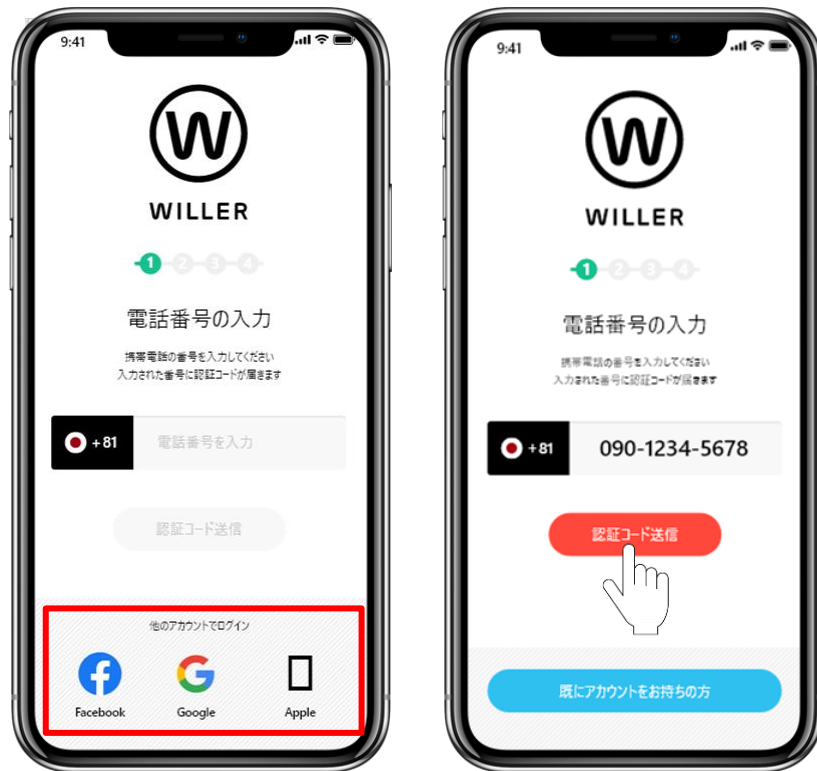 9:41
W
WILLER
1 2 3 4
電話番号の入力
携帯電話の番号を入力してください
入力された番号に認証コードが届きます
+81
電話番号を入力
認証コード送信
他のアカウントでログイン
Facebook Google Apple
9:41
W
WILLER
1 2 3 4
電話番号の入力
携帯電話の番号を入力してください
入力された番号に認証コードが届きます
+81 090-1234-5678
認証コード送信
既にアカウントをお持ちの方